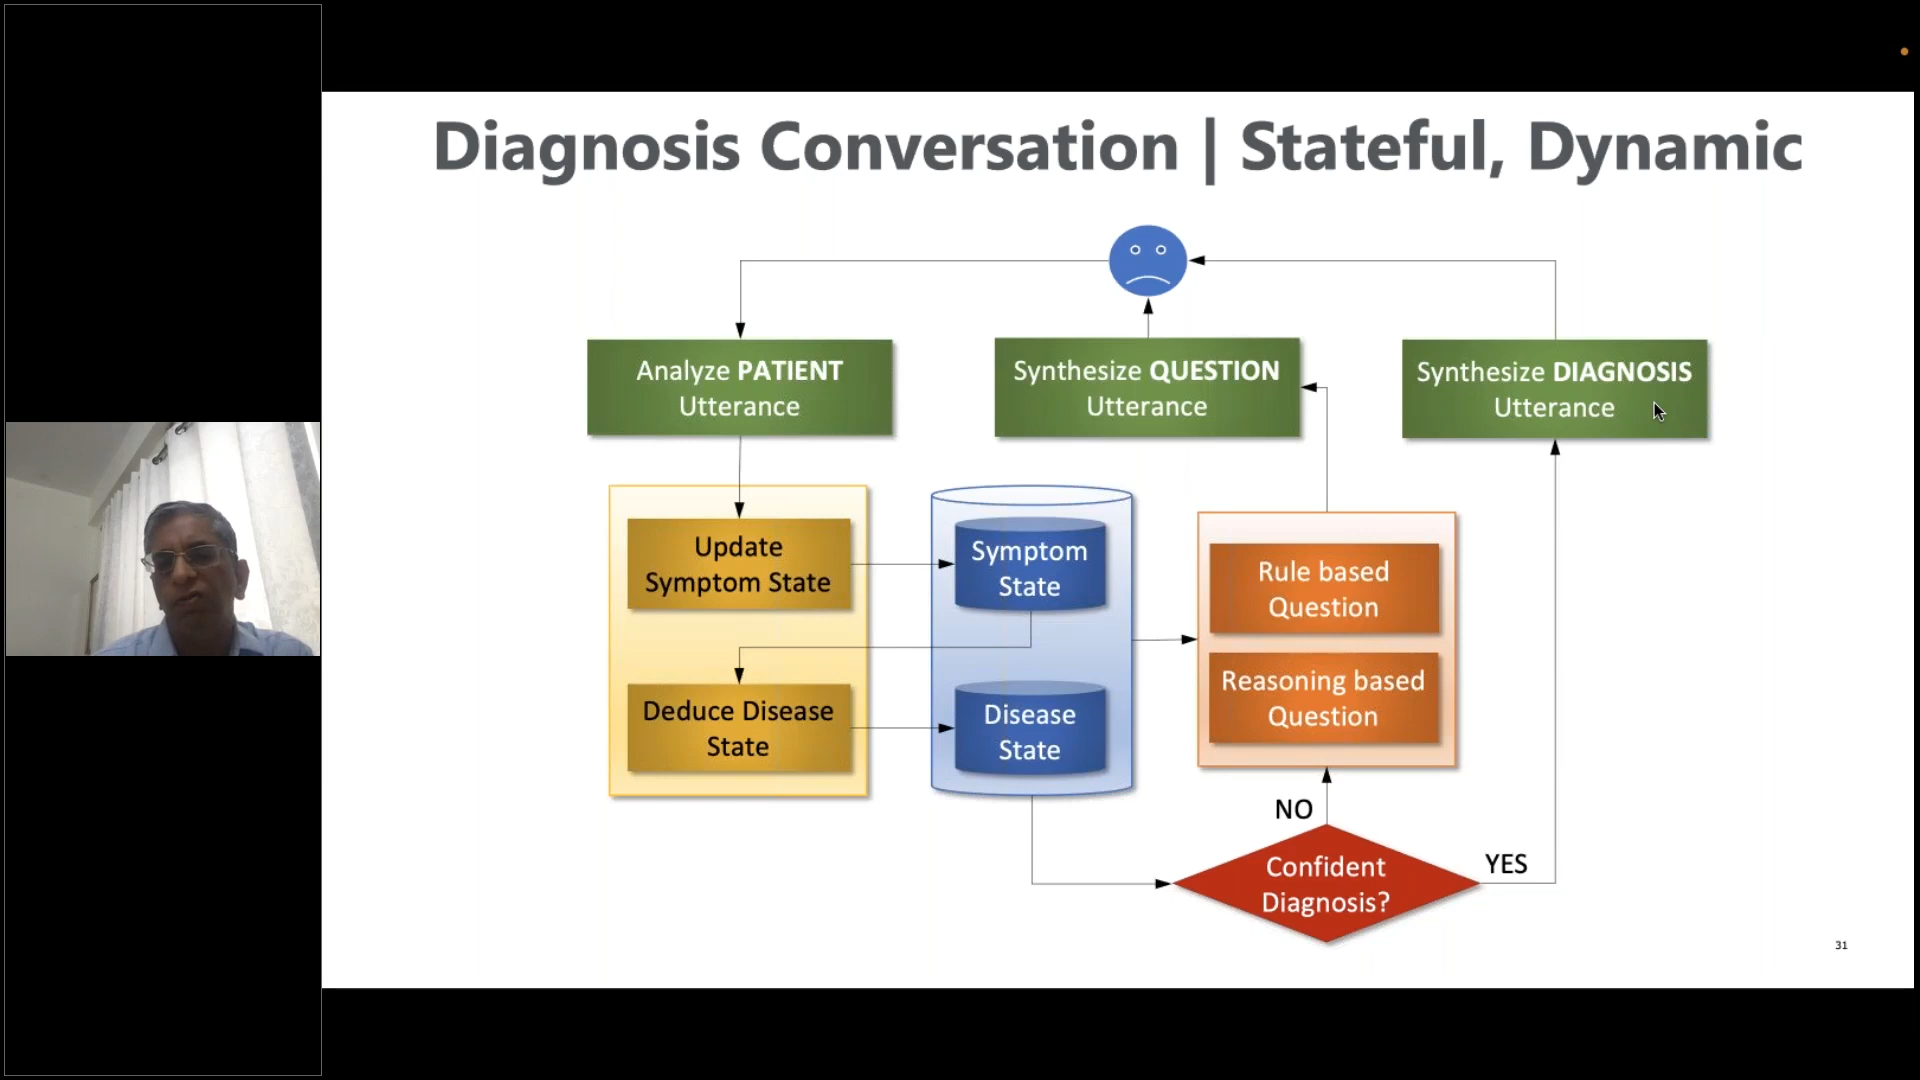 Diagnosis Conversation | Stateful, Dynamic
Analyze PATIENT
Utterance
Synthesize QUESTION
Utterance
Synthesize DIAGNOSIS
Utterance
Update
Symptom State
Symptom
State
Rule based
Question
Reasoning based
Question
Deduce Disease
State
Disease
State
NO
YES
Confident
Diagnosis?
31